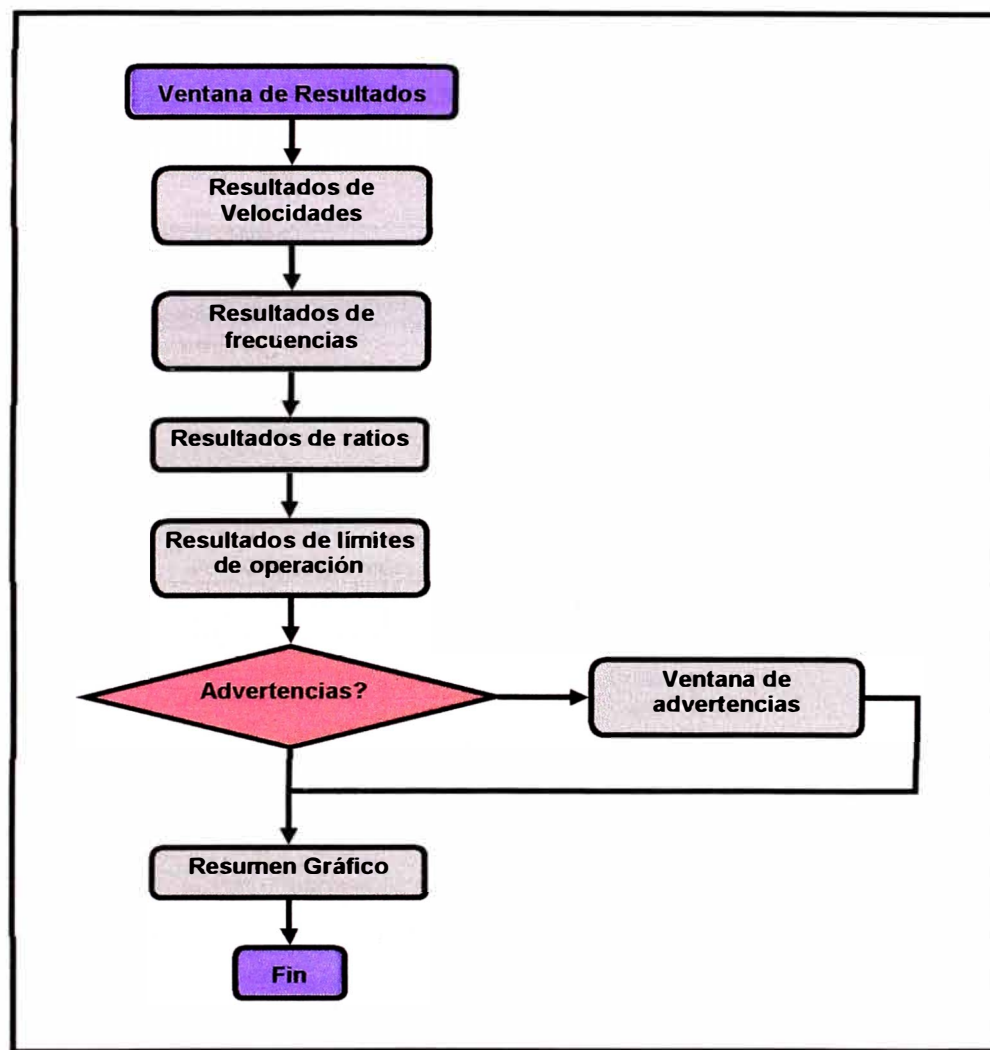 Ventana de Resultados
Resultados de
Velocidades
Resultados de
frecuencias
Resultados de ratios
Resultados de límites
de operación
Advertencias?
Ventana de
advertencias
Resumen Gráfico
Fin